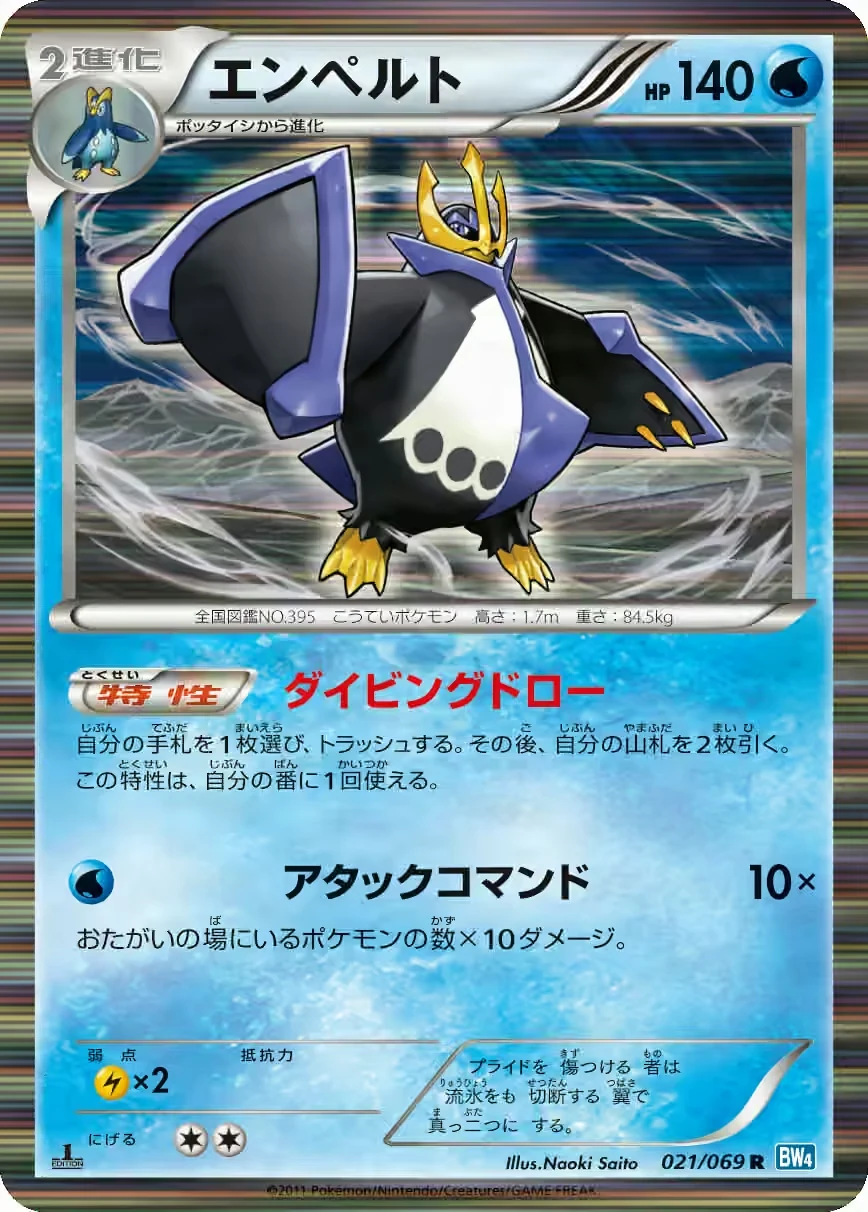 2進化 エンペルト HP 140
ポッタイシから進化
全国図鑑NO.395 こうていポケモン 高さ：1.7m 重さ：84.5kg
とくせい
特性 ダイビングドロー
じぶん てふだ まいえら ご じぶん やまふだ まい ひ
自分の手札を1枚選び、トラッシュする。その後、自分の山札を2枚引く。
とくせい じぶん ばん かいつか
この特性は、自分の番に1回使える。
アタックコマンド 10×
ば かず
おたがいの場にいるポケモンの数×10ダメージ。
弱点 抵抗力
×2
きず もの
プライドを 傷つける 者は
りゅうひょう せつだん つばさ
流氷をも 切断する 翼で
ま ぷた
真っ二つに する。
にげる
1
EDITION
Illus.Naoki Saito 021/069 R BW4
©2011 Pokémon/Nintendo/Creatures/GAME FREAK.